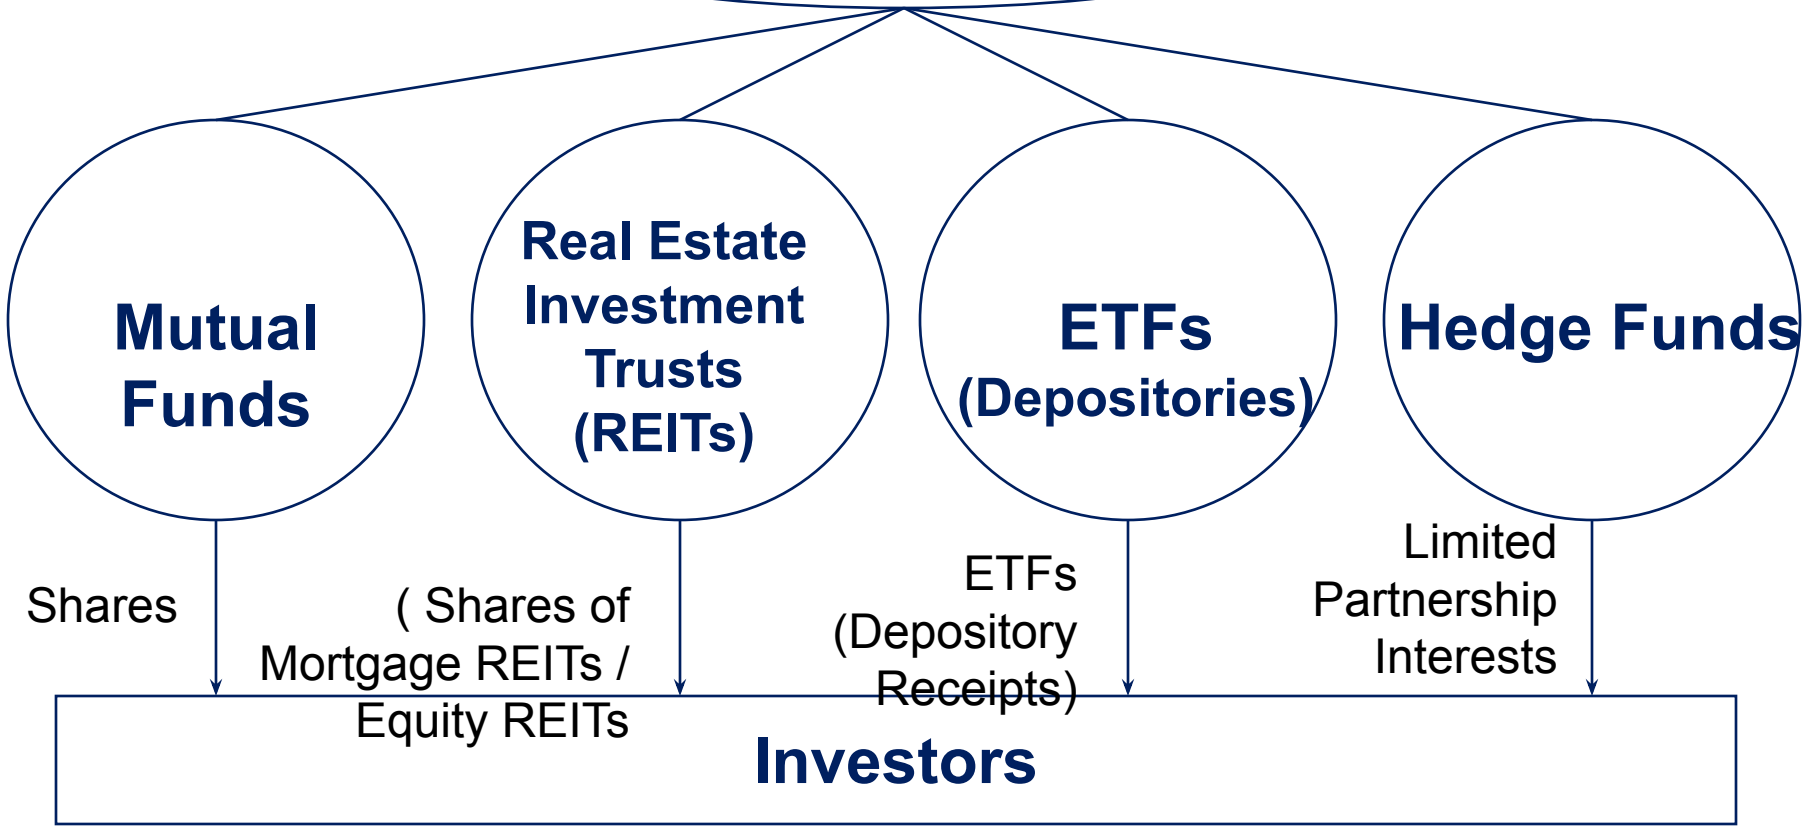 Mutual
Funds
Real Estate
Investment
Trusts
(REITs)
ETFs
(Depositories)
Hedge Funds
Shares
( Shares of
Mortgage REITs /
Equity REITs
ETFs
(Depository
Receipts)
Limited
Partnership
Interests
Investors